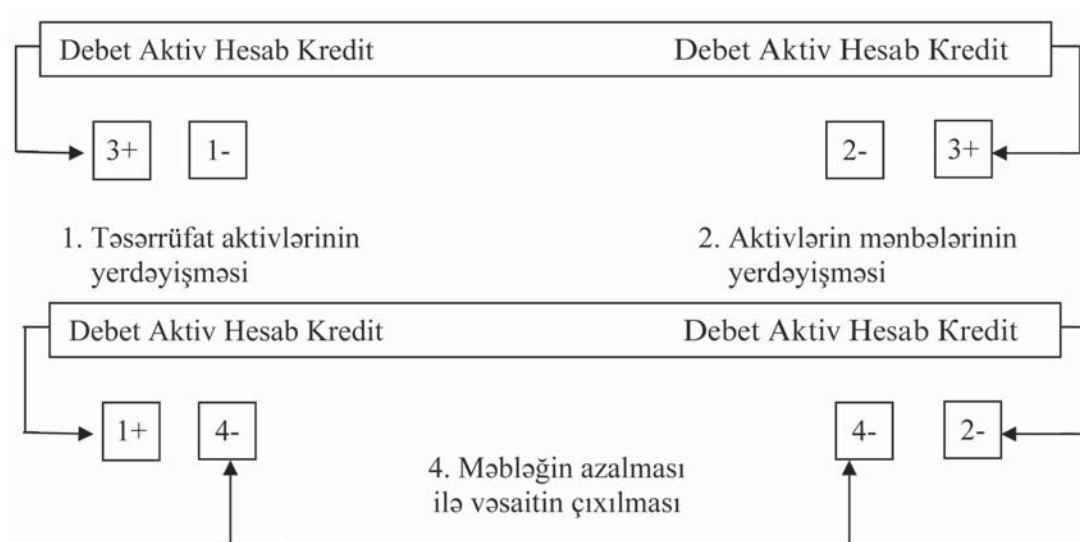 Debet Aktiv Hesab Kredit Debet Aktiv Hesab Kredit
3+ 1- 2- 3+
1. Təsərrüfat aktivlərinin
yerdəyişməsi
2. Aktivlərin mənbələrinin
yerdəyişməsi
Debet Aktiv Hesab Kredit Debet Aktiv Hesab Kredit
1+ 4- 4- 2-
4. Məbləğin azalması
ilə vəsaitin çıxılması